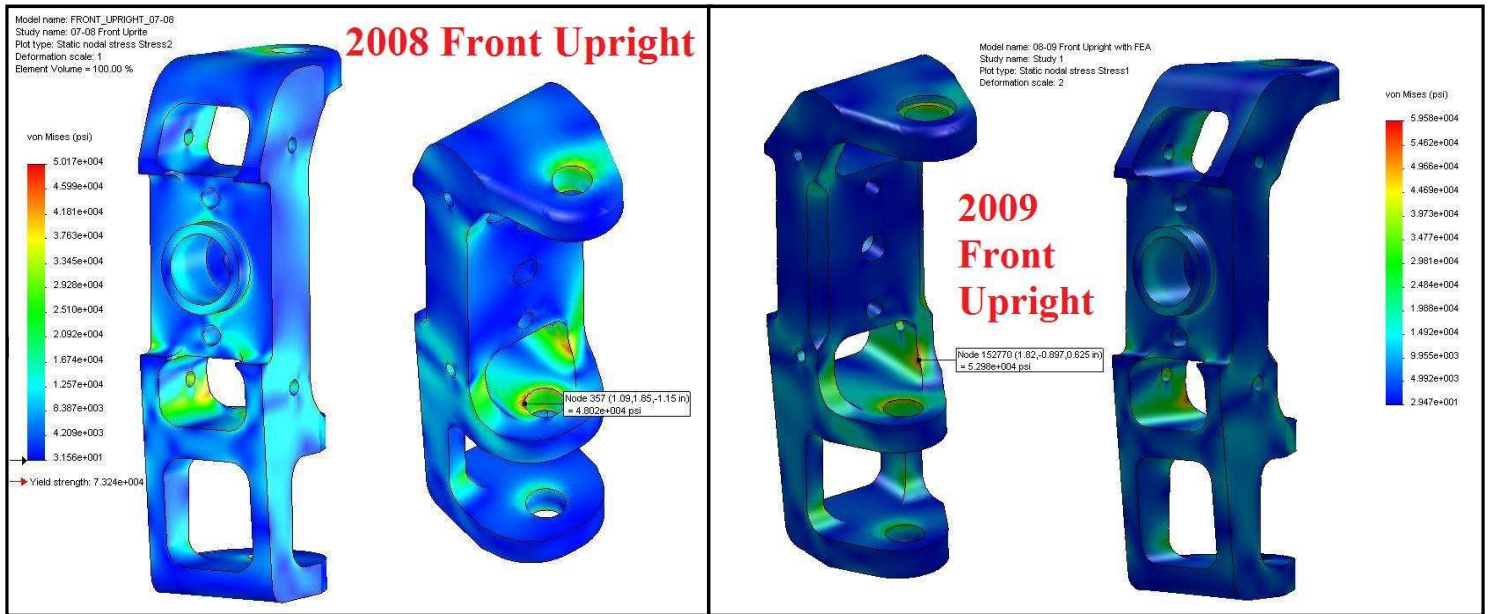 Model name: FRONT_UPRIGHT_07-08
Study name: 07-08 Front Uprite
Plot type: Static nodal stress Stress2
Deformation scale: 1
Element Volume = 100.00 %
2008 Front Upright
von Mises (psi)
5.017e+004
4.599e+004
4.181e+004
3.763e+004
3.345e+004
2.928e+004
2.510e+004
2.092e+004
1.674e+004
1.257e+004
8.387e+003
4.209e+003
3.156e+001
Yield strength: 7.324e+004
Node 357 (1.09,1.85,-1.15 in)
= 4.802e+004 psi
Model name: 08-09 Front Upright with FEA
Study name: Study 1
Plot type: Static nodal stress Stress1
Deformation scale: 2
2009
Front
Upright
Node 152770 (1.82,-0.897,0.625 in)
= 5.298e+004 psi
von Mises (psi)
5.958e+004
5.462e+004
4.966e+004
4.469e+004
3.973e+004
3.477e+004
2.981e+004
2.484e+004
1.988e+004
1.492e+004
9.955e+003
4.992e+003
2.947e+001